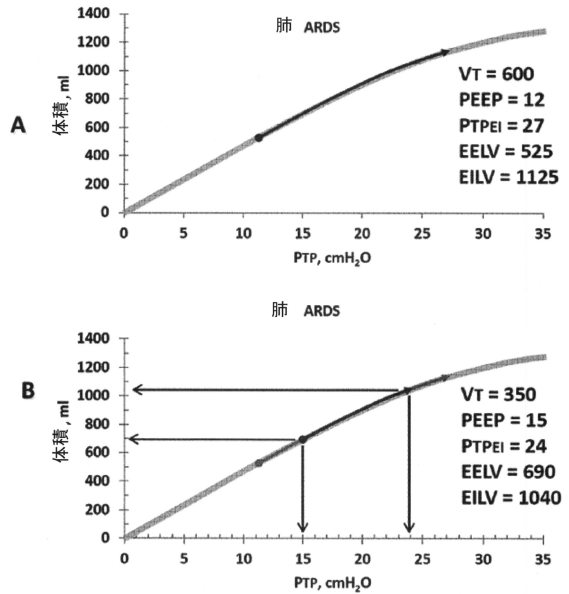 肺 ARDS
A
体積, ml
1400
1200
1000
800
600
400
200
0
0 5 10 15 20 25 30 35
PTP, cmH₂O
VT = 600
PEEP = 12
PTPEI = 27
EELV = 525
EILV = 1125
肺 ARDS
B
体積, ml
1400
1200
1000
800
600
400
200
0
0 5 10 15 20 25 30 35
PTP, cmH₂O
VT = 350
PEEP = 15
PTPEI = 24
EELV = 690
EILV = 1040